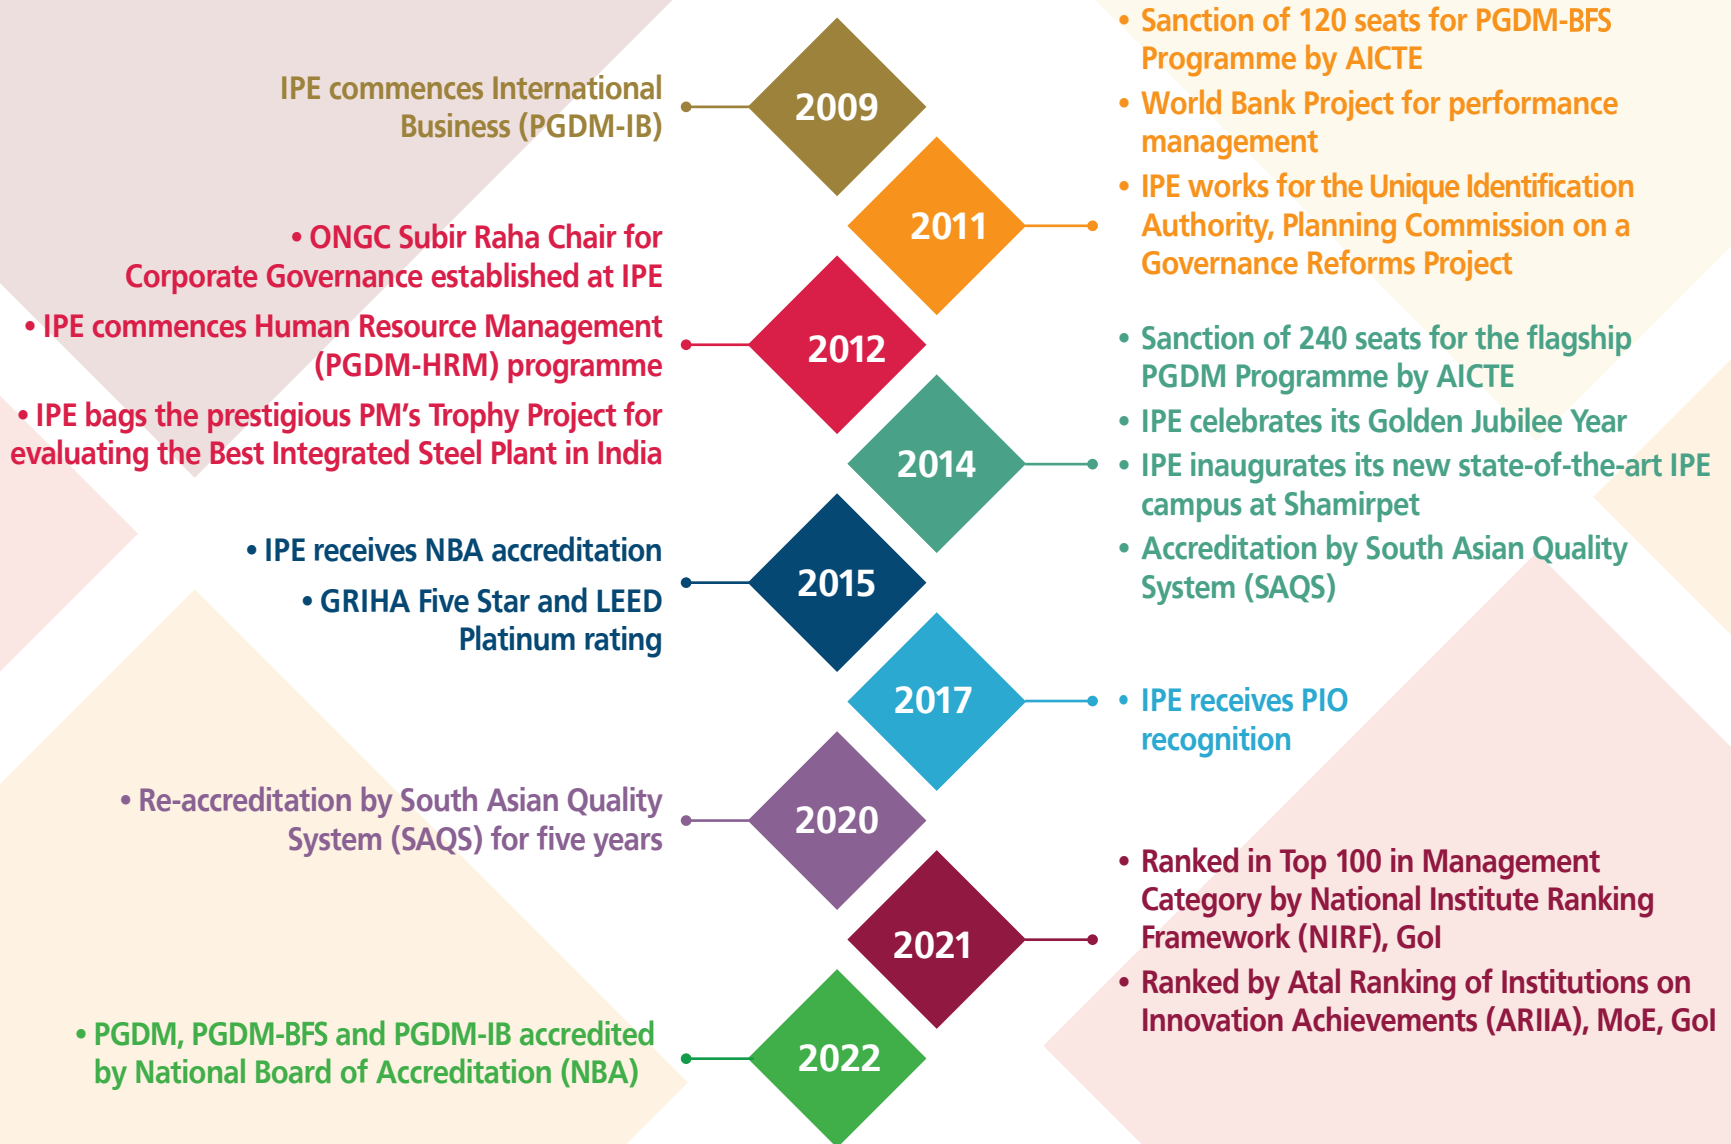 IPE commences International
Business (PGDM-IB)
2009
• Sanction of 120 seats for PGDM-BFS
Programme by AICTE
• World Bank Project for performance
management
• IPE works for the Unique Identification
Authority, Planning Commission on a
Governance Reforms Project
2011
• ONGC Subir Raha Chair for
Corporate Governance established at IPE
• IPE commences Human Resource Management
(PGDM-HRM) programme
• IPE bags the prestigious PM's Trophy Project for
evaluating the Best Integrated Steel Plant in India
2012
• Sanction of 240 seats for the flagship
PGDM Programme by AICTE
• IPE celebrates its Golden Jubilee Year
• IPE inaugurates its new state-of-the-art IPE
campus at Shamirpet
• Accreditation by South Asian Quality
System (SAQS)
2014
• IPE receives NBA accreditation
• GRIHA Five Star and LEED
Platinum rating
2015
2017
• IPE receives PIO
recognition
• Re-accreditation by South Asian Quality
System (SAQS) for five years
2020
• Ranked in Top 100 in Management
Category by National Institute Ranking
Framework (NIRF), GoI
• Ranked by Atal Ranking of Institutions on
Innovation Achievements (ARIIA), MoE, GoI
2021
• PGDM, PGDM-BFS and PGDM-IB accredited
by National Board of Accreditation (NBA)
2022